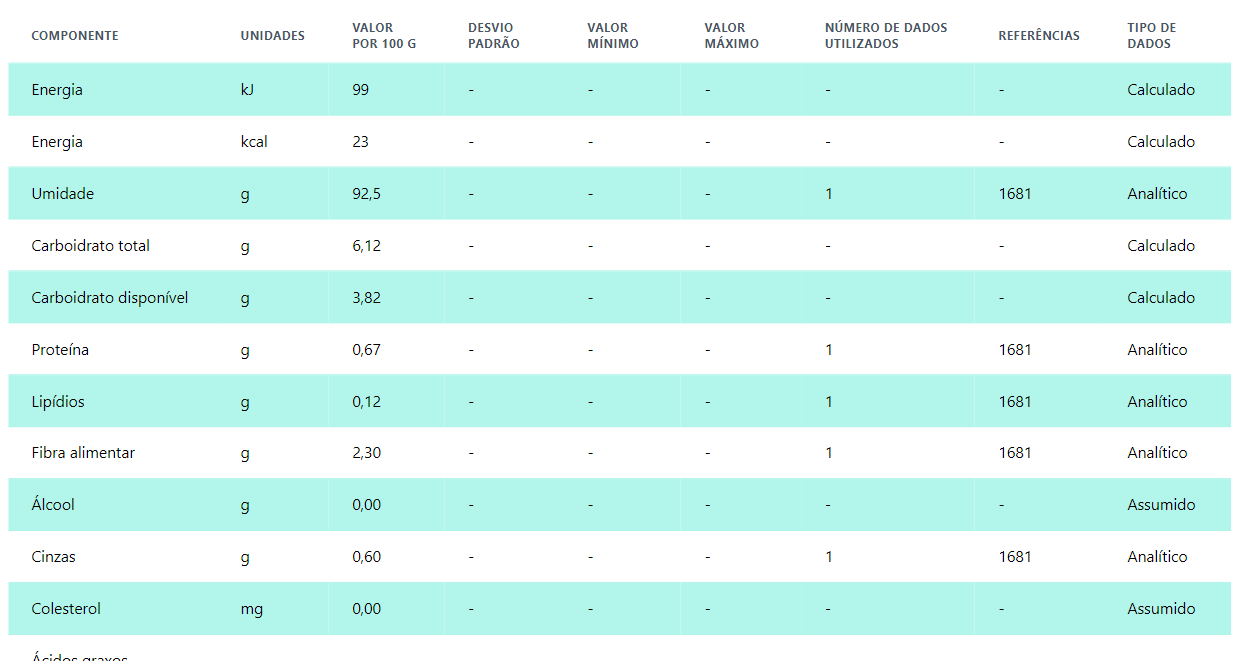 COMPONENTE UNIDADES VALOR POR 100 G DESVIO PADRÃO VALOR MÍNIMO VALOR MÁXIMO NÚMERO DE DADOS UTILIZADOS REFERÊNCIAS TIPO DE DADOS
Energia kJ 99 - - - - - Calculado
Energia kcal 23 - - - - - Calculado
Umidade g 92,5 - - - 1 1681 Analítico
Carboidrato total g 6,12 - - - - - Calculado
Carboidrato disponível g 3,82 - - - - - Calculado
Proteína g 0,67 - - - 1 1681 Analítico
Lipídios g 0,12 - - - 1 1681 Analítico
Fibra alimentar g 2,30 - - - 1 1681 Analítico
Álcool g 0,00 - - - - - Assumido
Cinzas g 0,60 - - - 1 1681 Analítico
Colesterol mg 0,00 - - - - - Assumido
Ácidos graxos